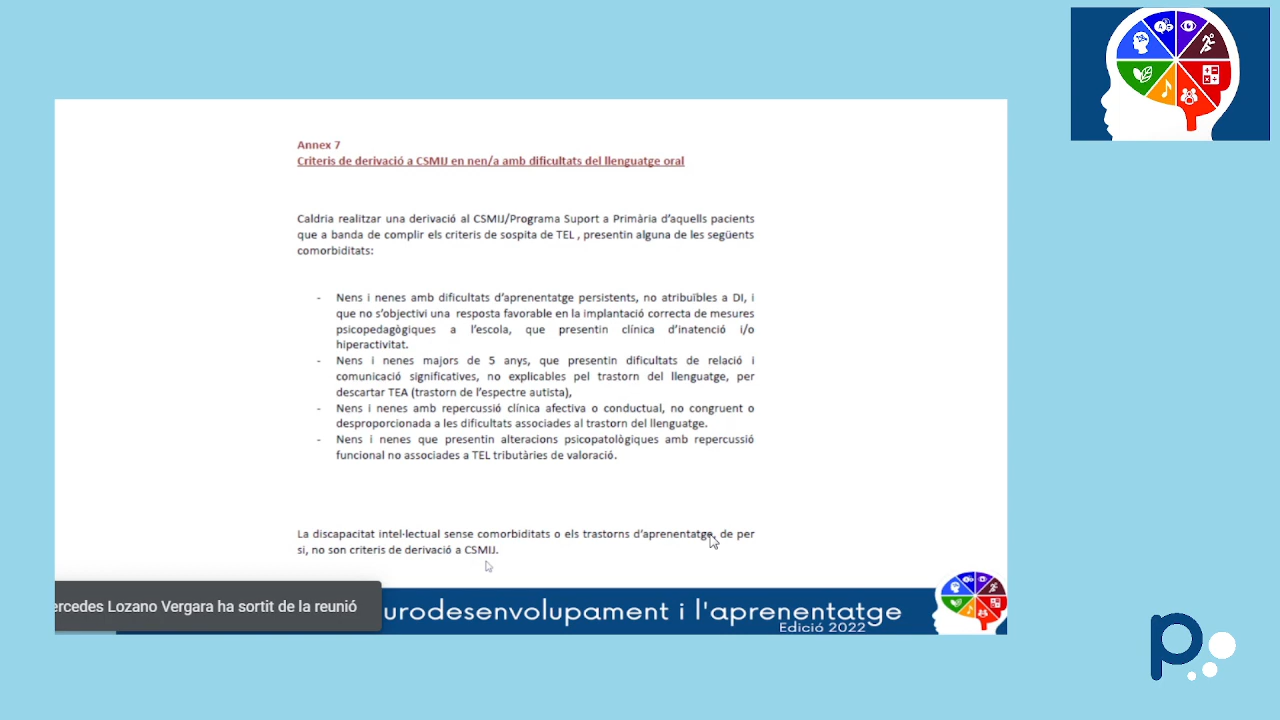 Annex 7
Criteris de derivació a CSMIJ en nen/a amb dificultats del llenguatge oral
Caldria realitzar una derivació al CSMIJ/Programa Suport a Primària d'aquells pacients
que a banda de complir els criteris de sospita de TEL , presentin alguna de les següents
comorbiditats:
- Nens i nenes amb dificultats d'aprenentatge persistents, no atribuïbles a DI, i
que no s'objectivi una resposta favorable en la implantació correcta de mesures
psicopedagògiques a l'escola, que presentin clínica d'inatenció i/o
hiperactivitat.
- Nens i nenes majors de 5 anys, que presentin dificultats de relació i
comunicació significatives, no explicables pel trastorn del llenguatge, per
descartar TEA (trastorn de l'espectre autista),
- Nens i nenes amb repercussió clínica afectiva o conductual, no congruent o
desproporcionada a les dificultats associades al trastorn del llenguatge.
- Nens i nenes que presentin alteracions psicopatològiques amb repercussió
funcional no associades a TEL tributàries de valoració.
La discapacitat intel·lectual sense comorbiditats o els trastorns d'aprenentatge, de per
si, no son criteris de derivació a CSMIJ.
ercedes Lozano Vergara ha sortit de la reunió
urodesenvolupament i l'aprenentatge
Edició 2022
p